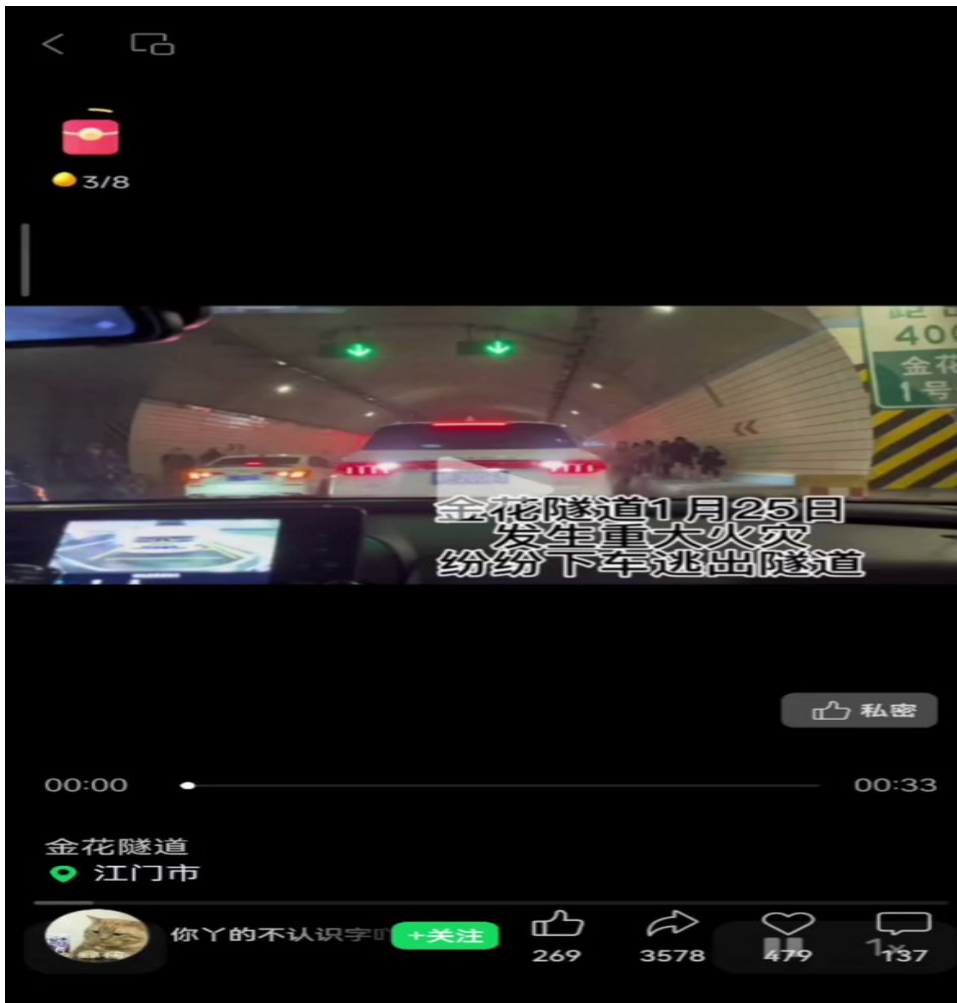 3/8
400
金花
1号
金花隧道1月25日
发生重大火灾
纷纷下车逃出隧道
私密
00:00
00:33
金花隧道
江门市
你丫的不认识字
+关注
269
3578
479
137